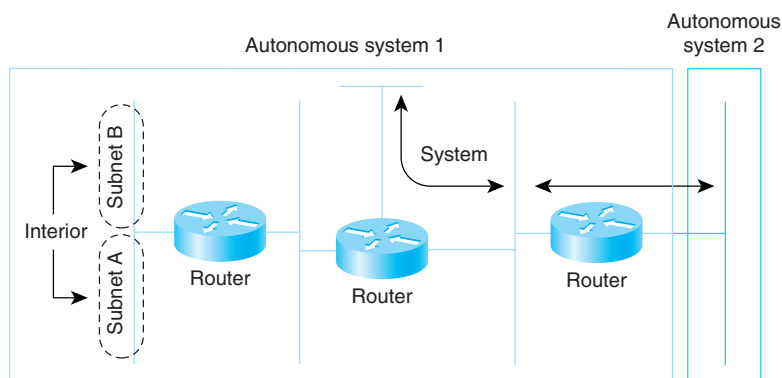 Autonomous system 1
Autonomous
system 2
Subnet B
System
Interior
Router
Router
Router
Subnet A